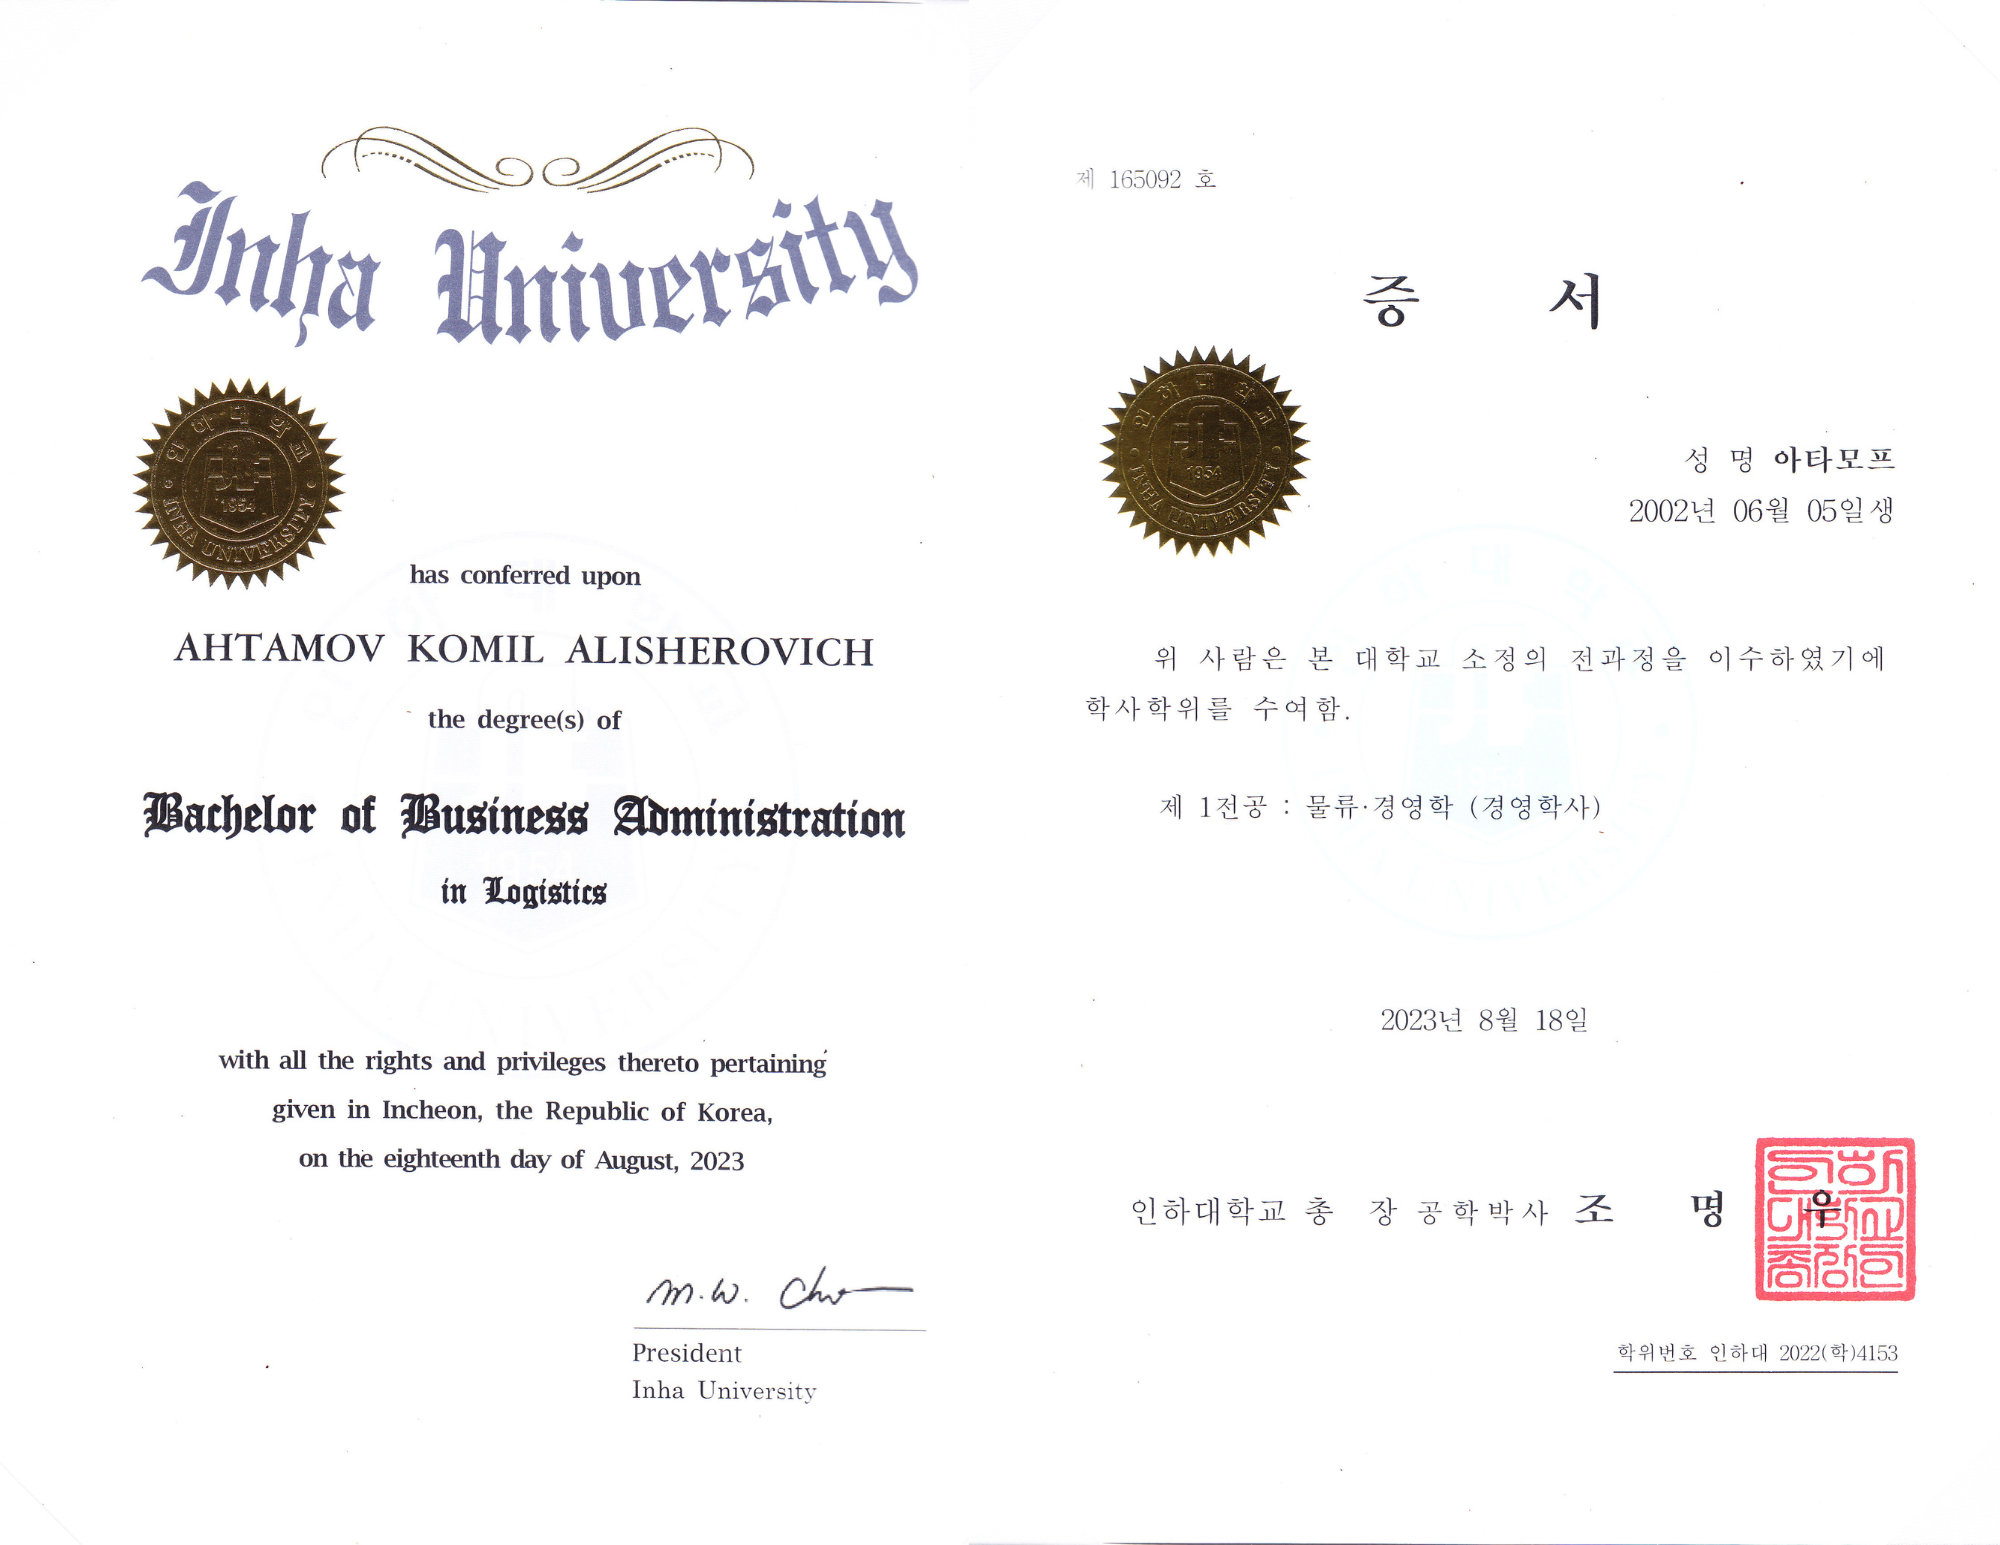 Inha University
인하대학교
1954
INHA UNIVERSITY
has conferred upon
AHTAMOV KOMIL ALISHEROVICH
the degree(s) of
Bachelor of Business Administration
in Logistics
with all the rights and privileges thereto pertaining
given in Incheon, the Republic of Korea,
on the eighteenth day of August, 2023
M.W. Cho
President
Inha University
제 165092 호
증 서
인하대학교
1954
INHA UNIVERSITY
성 명 아타모프
2002년 06월 05일생
위 사람은 본 대학교 소정의 전과정을 이수하였기에
학사학위를 수여함.
제 1전공 : 물류·경영학 (경영학사)
2023년 8월 18일
인하대학교 총 장 공학박사 조 명 우
학위번호 인하대 2022(학)4153